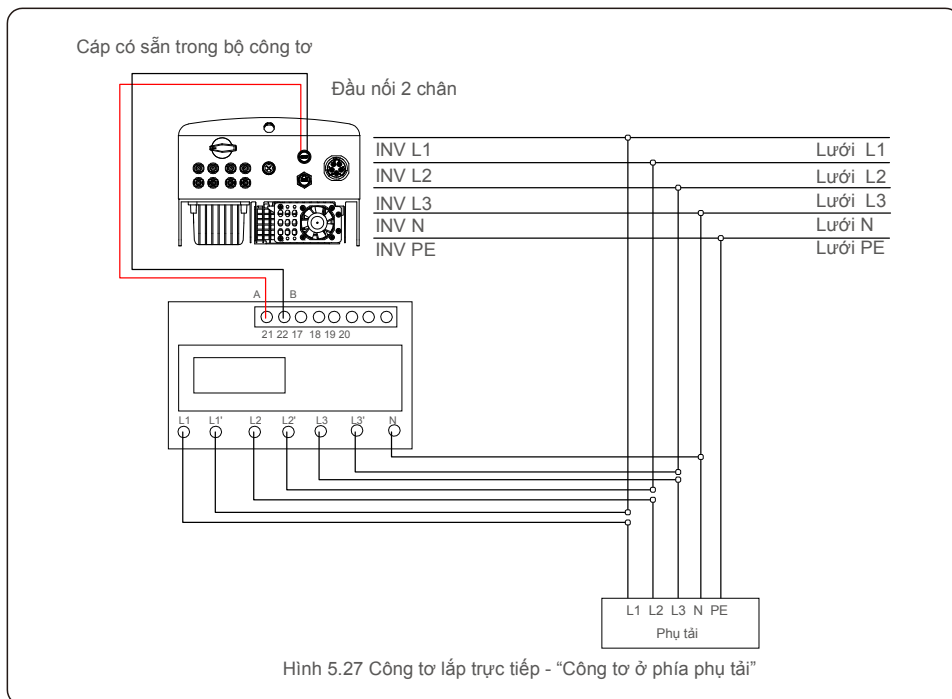 Cáp có sẵn trong bộ công tơ
Đầu nối 2 chân
INV L1 Lưới L1
INV L2 Lưới L2
INV L3 Lưới L3
INV N Lưới N
INV PE Lưới PE
A B
21 22 17 18 19 20
L1 L1' L2 L2' L3 L3' N
L1 L2 L3 N PE
Phụ tải
Hình 5.27 Công tơ lắp trực tiếp - “Công tơ ở phía phụ tải”